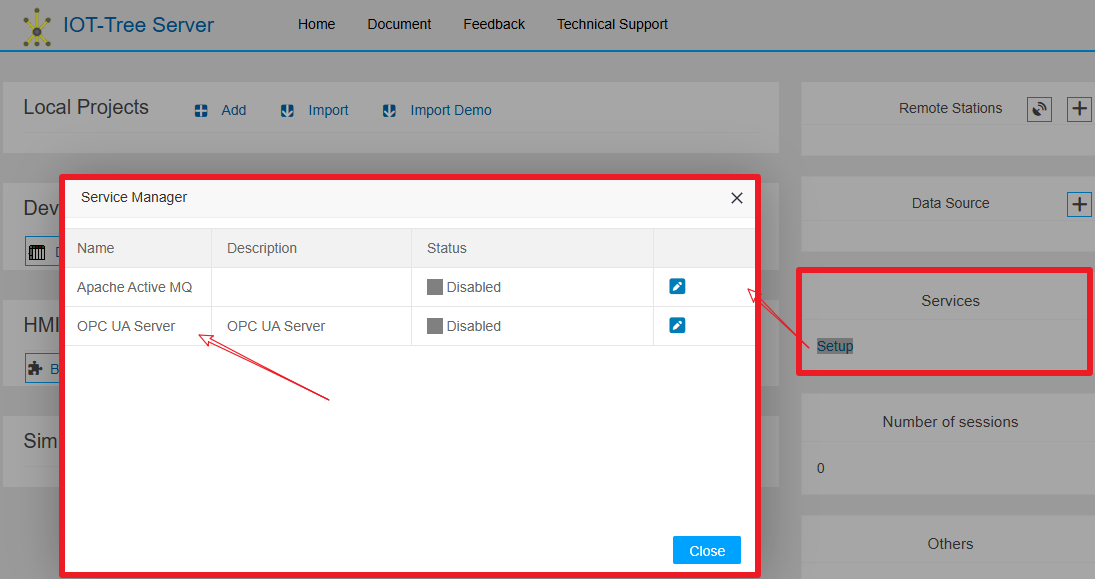 IOT-Tree Server
Home Document Feedback Technical Support
Local Projects Add Import Import Demo
Remote Stations
Data Source
Services
Setup
Number of sessions
0
Others
Dev
HMI
B
Sim
Service Manager
Name Description Status
Apache Active MQ Disabled
OPC UA Server OPC UA Server Disabled
Close